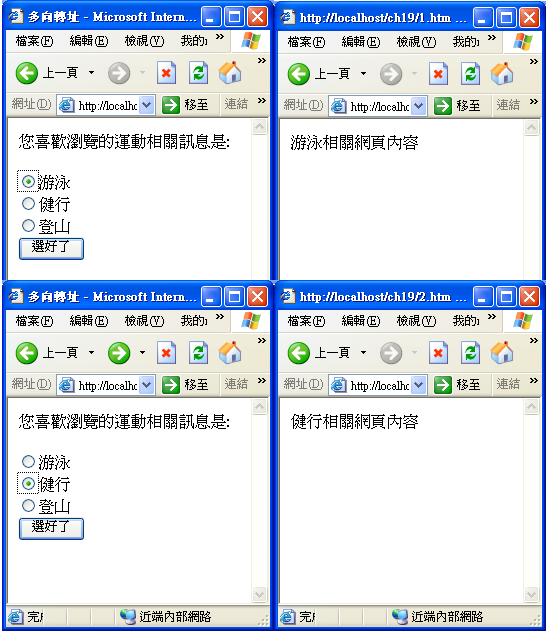 多向轉址 - Microsoft Intern...
檔案(F) 編輯(E) 檢視(V) 我的 »
上一頁 »
網址(D) http://localhc 移至 連結 »
您喜歡瀏覽的運動相關訊息是:
游泳
健行
登山
選好了
http://localhost/ch19/1.htm ...
檔案(F) 編輯(E) 檢視(V) 我的 »
上一頁 »
網址(D) http://localhc 移至 連結 »
游泳相關網頁內容
多向轉址 - Microsoft Intern...
檔案(F) 編輯(E) 檢視(V) 我的 »
上一頁 »
網址(D) http://localhc 移至 連結 »
您喜歡瀏覽的運動相關訊息是:
游泳
健行
登山
選好了
完 近端內部網路
http://localhost/ch19/2.htm ...
檔案(F) 編輯(E) 檢視(V) 我的 »
上一頁 »
網址(D) http://localhc 移至 連結 »
健行相關網頁內容
完 近端內部網路